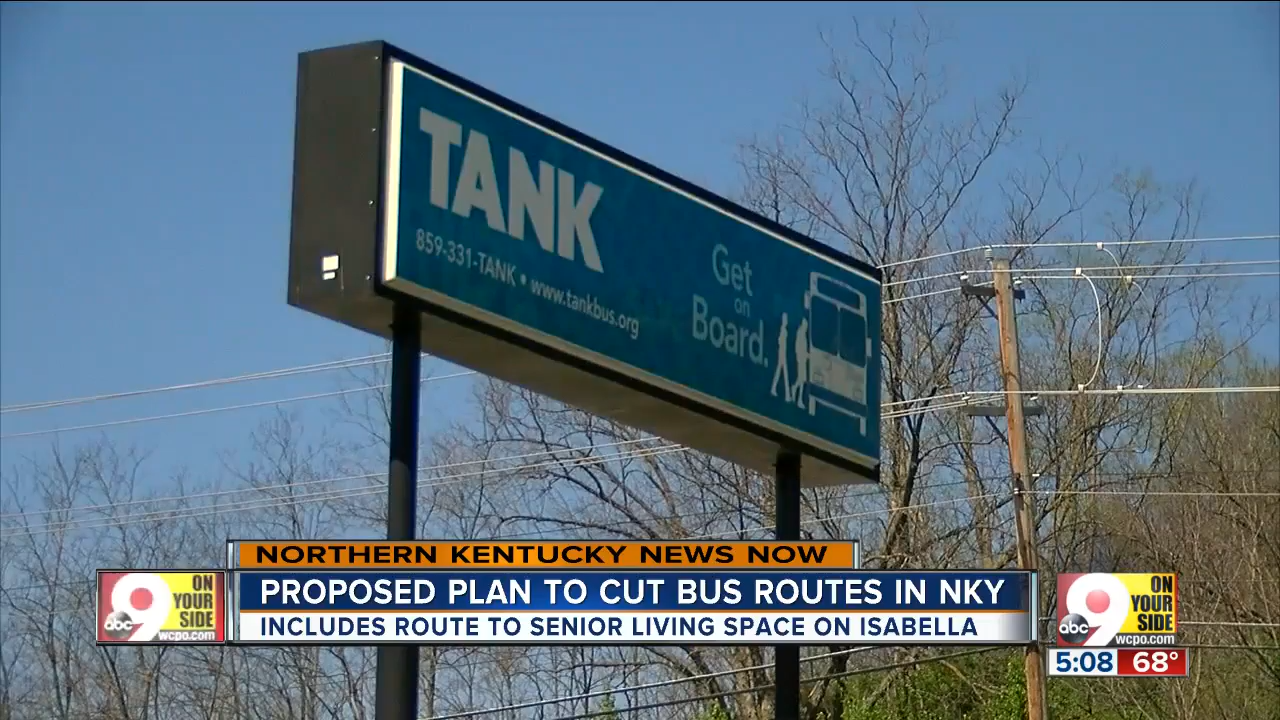 TANK
859-331-TANK • www.tankbus.org
Get
on
Board.
NORTHERN KENTUCKY NEWS NOW
PROPOSED PLAN TO CUT BUS ROUTES IN NKY
INCLUDES ROUTE TO SENIOR LIVING SPACE ON ISABELLA
abc 9 ON YOUR SIDE
wcpo.com
abc 9 ON YOUR SIDE
wcpo.com
5:08 68°